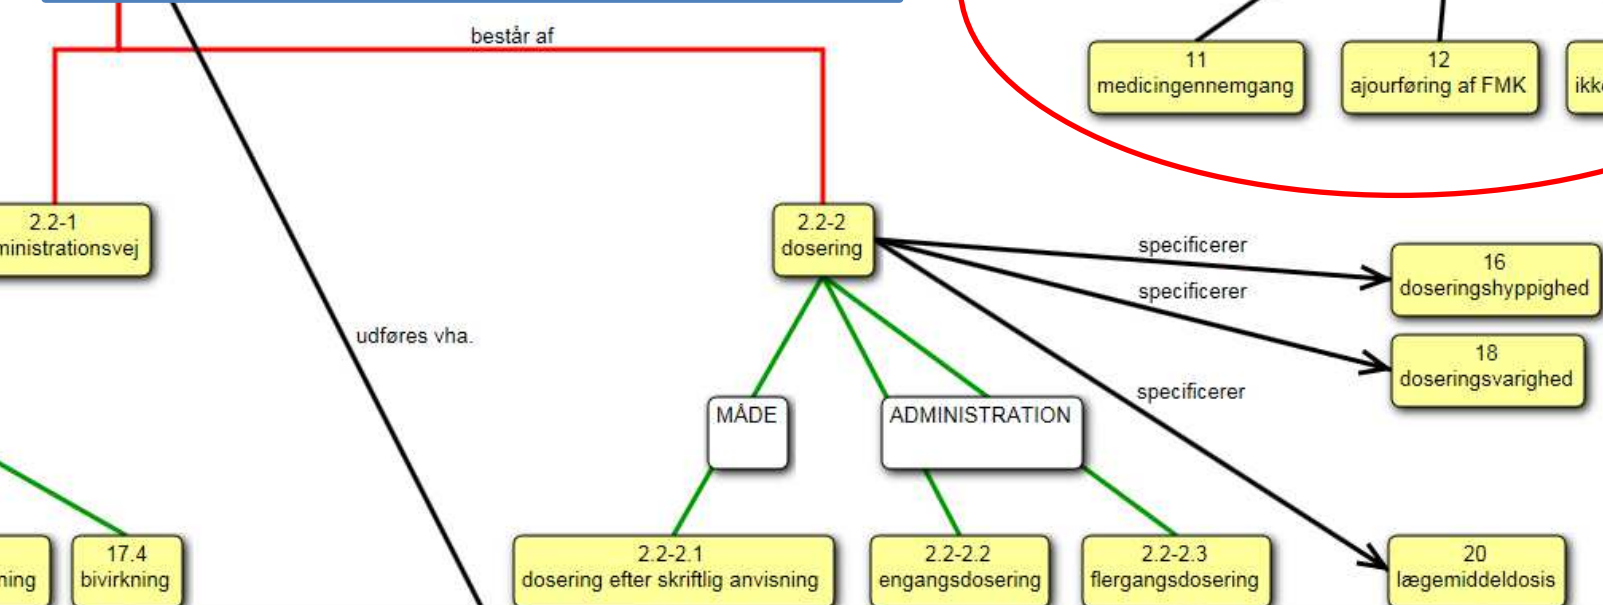 består af
11
medicingennemgang
12
ajourføring af FMK
2.2-1
2.2-2
dosering
specificerer
16
doseringshyppighed
specificerer
18
doseringsvarighed
udføres vha.
specificerer
MÅDE
ADMINISTRATION
17.4
bivirkning
2.2-2.1
dosering efter skriftlig anvisning
2.2-2.2
engangsdosering
2.2-2.3
flergangsdosering
20
lægemiddeldosis